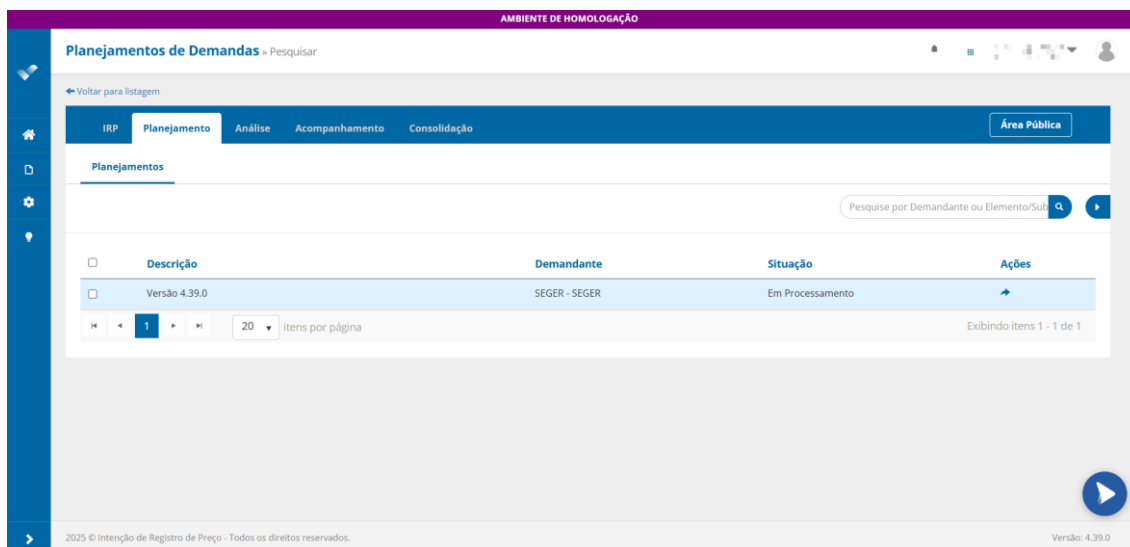 AMBIENTE DE HOMOLOGAÇÃO
Planejamentos de Demandas » Pesquisar
Voltar para listagem
IRP Planejamento Análise Acompanhamento Consolidação Área Pública
Planejamentos
Pesquise por Demandante ou Elemento/Sub
Descrição Demandante Situação Ações
Versão 4.39.0 SEGER - SEGER Em Processamento
1 20 itens por página Exibindo itens 1 - 1 de 1
2025 © Intenção de Registro de Preço - Todos os direitos reservados. Versão: 4.39.0